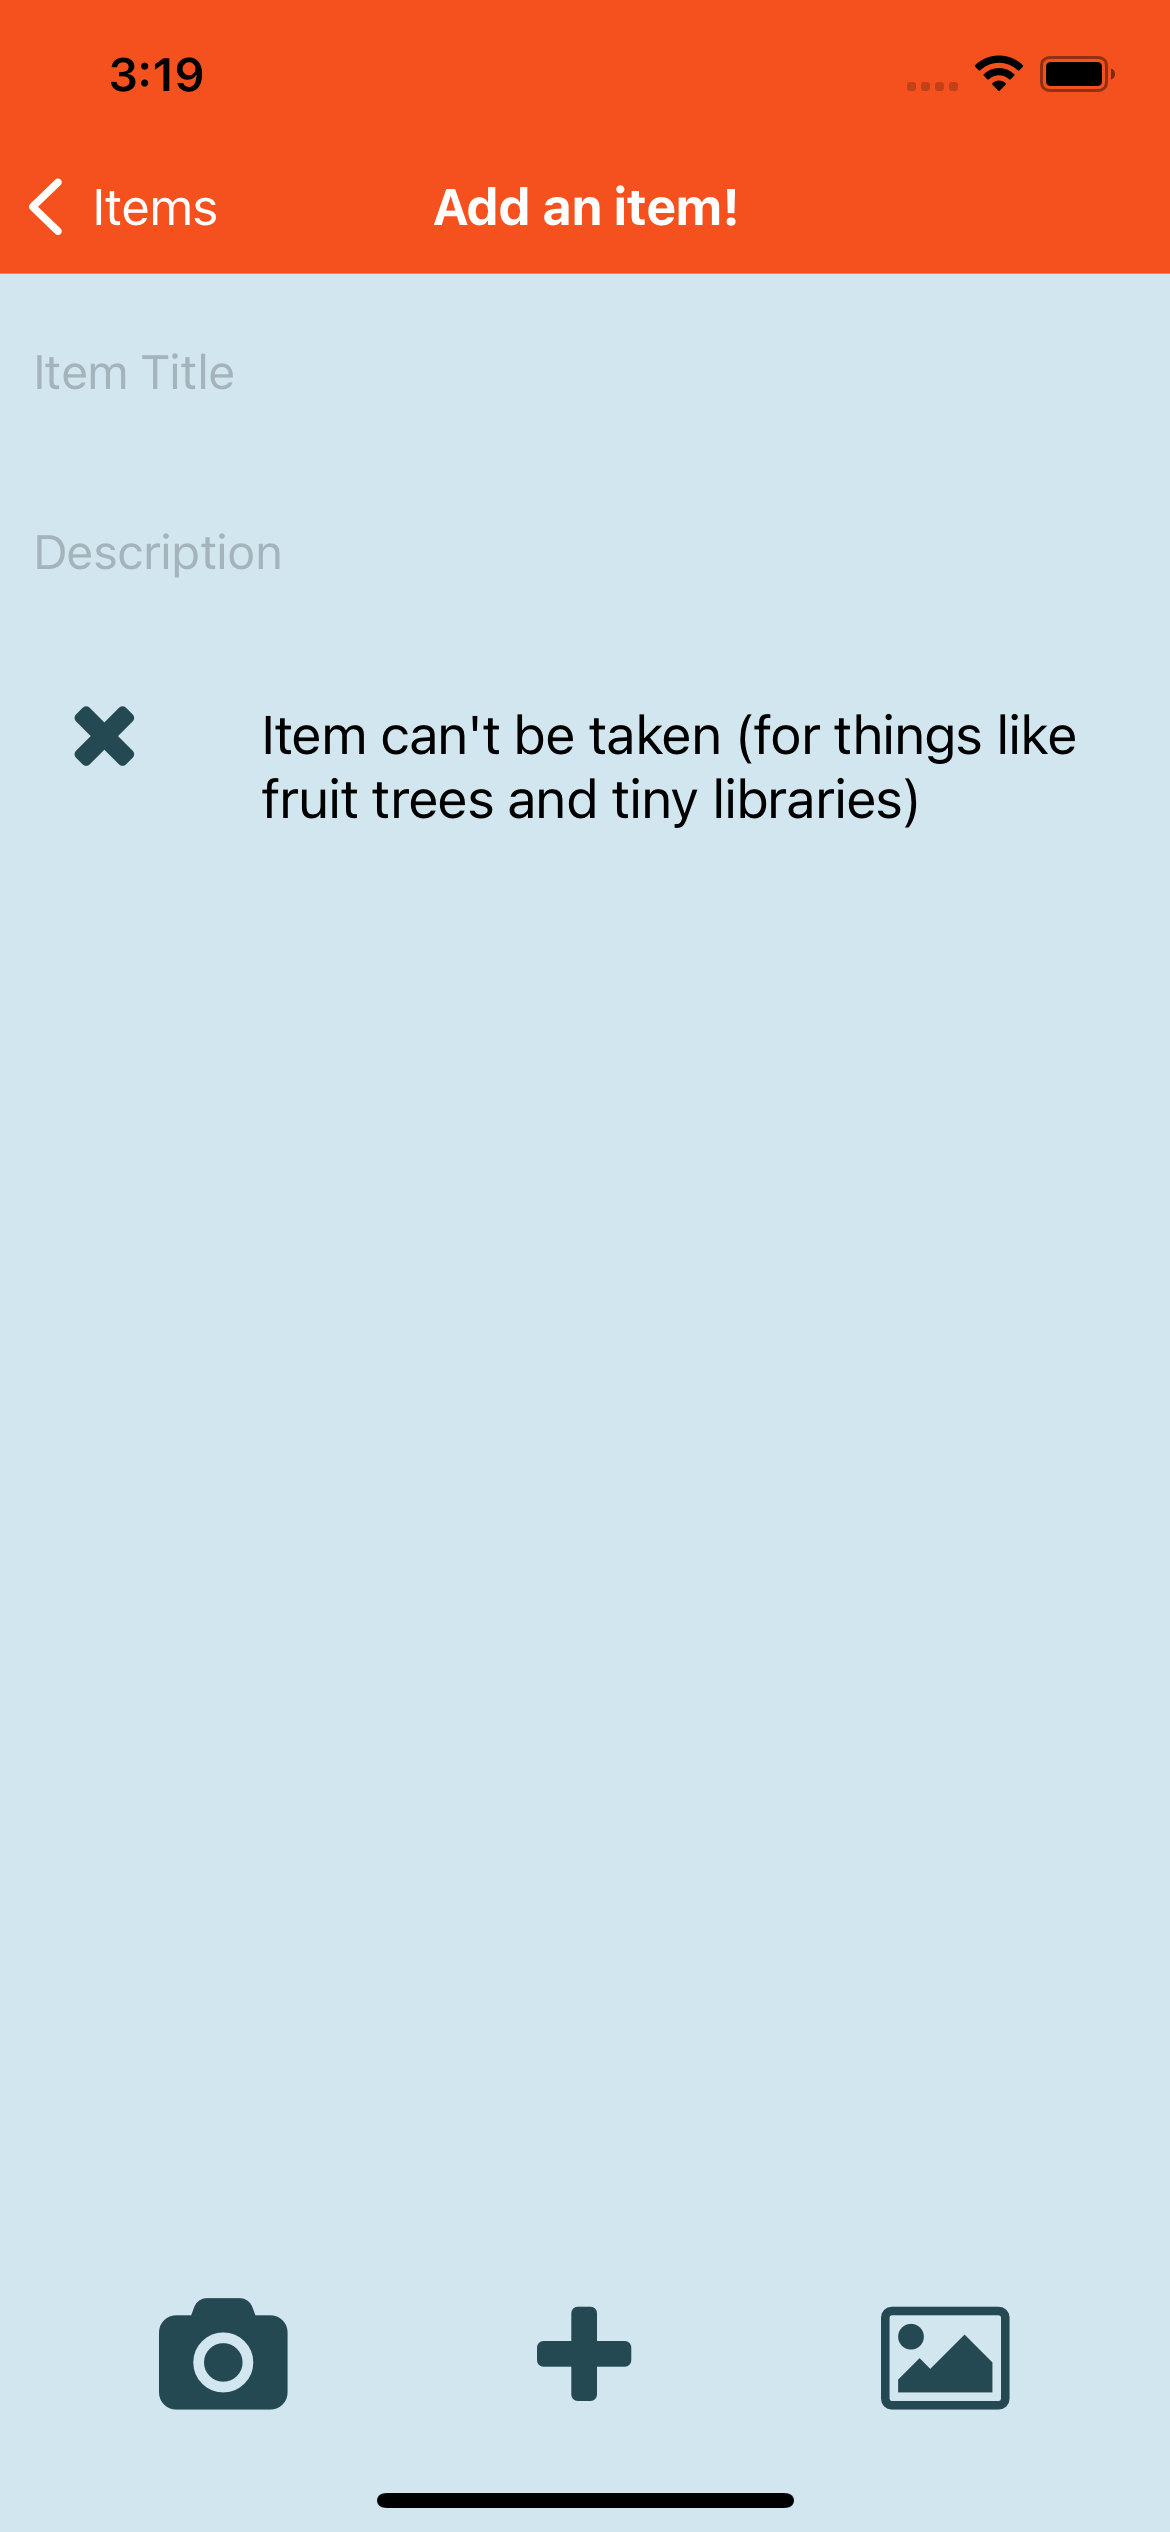 3:19
Items
Add an item!
Item Title
Description
Item can't be taken (for things like
fruit trees and tiny libraries)